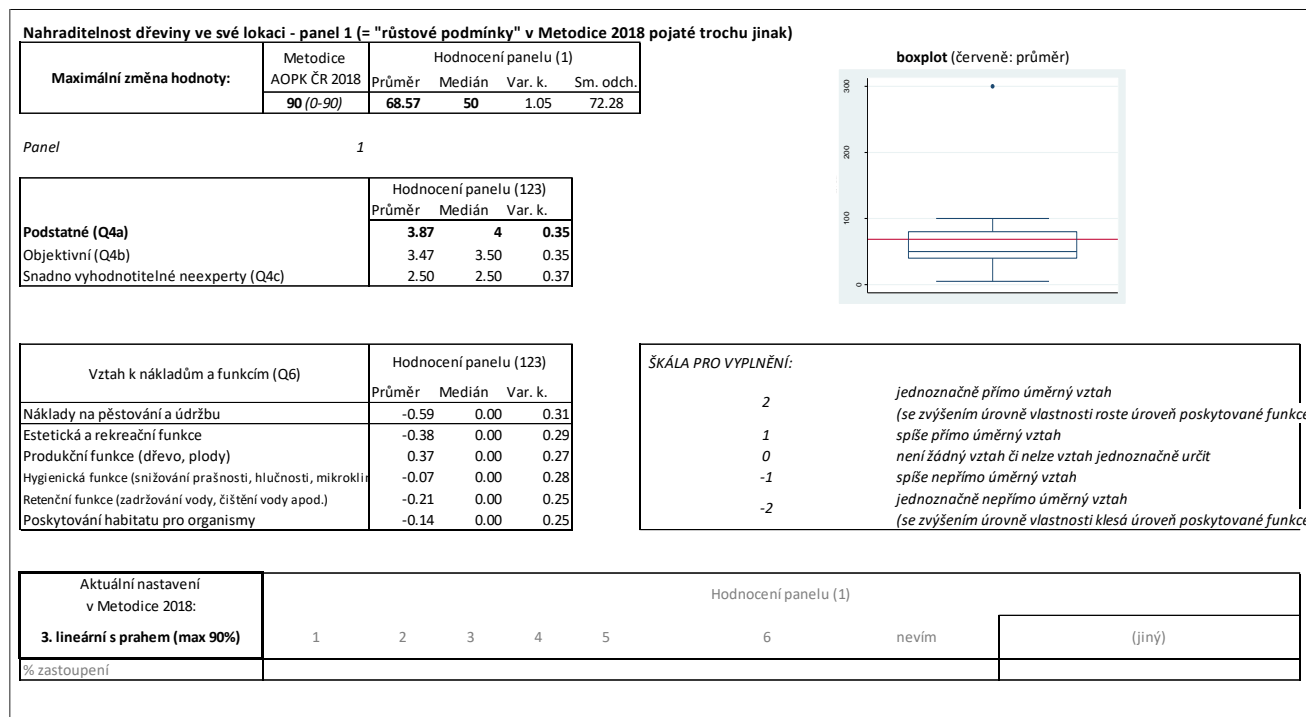 Nahraditelnost dřeviny ve své lokaci - panel 1 (= "růstové podmínky" v Metodice 2018 pojaté trochu jinak)
Maximální změna hodnoty:
Metodice
AOPK ČR 2018
Hodnocení panelu (1)
Průměr Medián Var. k. Sm. odch.
90 (0-90) 68.57 50 1.05 72.28
boxplot (červeně: průměr)
300
200
100
0
Panel 1
Hodnocení panelu (123)
Průměr Medián Var. k.
Podstatné (Q4a) 3.87 4 0.35
Objektivní (Q4b) 3.47 3.50 0.35
Snadno vyhodnotitelné neexperty (Q4c) 2.50 2.50 0.37
Vztah k nákladům a funkcím (Q6)
Hodnocení panelu (123)
Průměr Medián Var. k.
Náklady na pěstování a údržbu -0.59 0.00 0.31
Estetická a rekreační funkce -0.38 0.00 0.29
Produkční funkce (dřevo, plody) 0.37 0.00 0.27
Hygienická funkce (snižování prašnosti, hlučnosti, mikroklir -0.07 0.00 0.28
Retenční funkce (zadržování vody, čištění vody apod.) -0.21 0.00 0.25
Poskytování habitatu pro organismy -0.14 0.00 0.25
ŠKÁLA PRO VYPLNĚNÍ:
2 jednoznačně přímo úměrný vztah
(se zvýšením úrovně vlastnosti roste úroveň poskytované funkce
1 spíše přímo úměrný vztah
0 není žádný vztah či nelze vztah jednoznačně určit
-1 spíše nepřímo úměrný vztah
-2 jednoznačně nepřímo úměrný vztah
(se zvýšením úrovně vlastnosti klesá úroveň poskytované funkce
Aktuální nastavení
v Metodice 2018:
3. lineární s prahem (max 90%)
Hodnocení panelu (1)
1 2 3 4 5 6 nevím (jiný)
% zastoupení